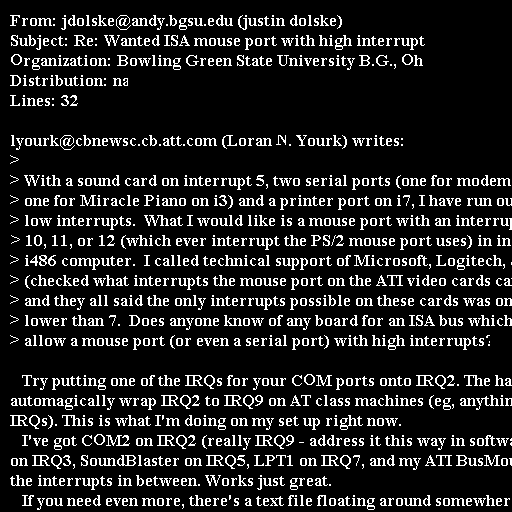 From: jdolske@andy.bgsu.edu (justin dolske)
Subject: Re: Wanted ISA mouse port with high interrupt
Organization: Bowling Green State University B.G., Oh
Distribution: na
Lines: 32
lyourk@cbnewsc.cb.att.com (Loran N. Yourk) writes:
>
> With a sound card on interrupt 5, two serial ports (one for modem
> one for Miracle Piano on i3) and a printer port on i7, I have run ou
> low interrupts.  What I would like is a mouse port with an interrup
> 10, 11, or 12 (which ever interrupt the PS/2 mouse port uses) in in
> i486 computer.  I called technical support of Microsoft, Logitech,
> (checked what interrupts the mouse port on the ATI video cards ca
> and they all said the only interrupts possible on these cards was on
> lower than 7.  Does anyone know of any board for an ISA bus which
> allow a mouse port (or even a serial port) with high interrupts?
Try putting one of the IRQs for your COM ports onto IRQ2. The ha
automagically wrap IRQ2 to IRQ9 on AT class machines (eg, anythin
IRQs). This is what I'm doing on my set up right now.
I've got COM2 on IRQ2 (really IRQ9 - address it this way in softwa
on IRQ3, SoundBlaster on IRQ5, LPT1 on IRQ7, and my ATI BusMou
the interrupts in between. Works just great.
If you need even more, there's a text file floating around somewher